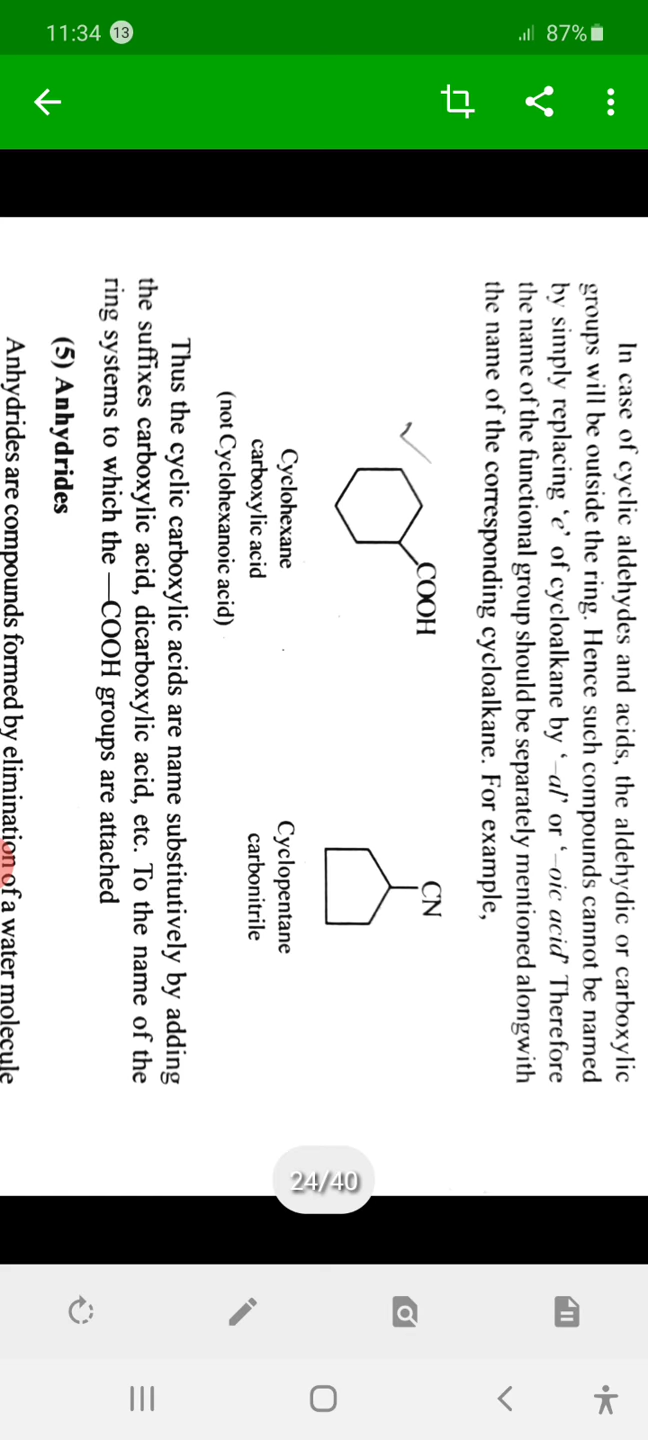 11:34 13 87%
In case of cyclic aldehydes and acids, the aldehydic or carboxylic
groups will be outside the ring. Hence such compounds cannot be named
by simply replacing ‘e’ of cycloalkane by ‘–al’ or ‘–oic acid’ Therefore
the name of the functional group should be separately mentioned alongwith
the name of the corresponding cycloalkane. For example,
COOH
CN
Cyclohexane
carboxylic acid
(not Cyclohexanoic acid)
Cyclopentane
carbonitrile
Thus the cyclic carboxylic acids are name substitutively by adding
the suffixes carboxylic acid, dicarboxylic acid, etc. To the name of the
ring systems to which the —COOH groups are attached
(5) Anhydrides
Anhydrides are compounds formed by elimination of a water molecule
24/40